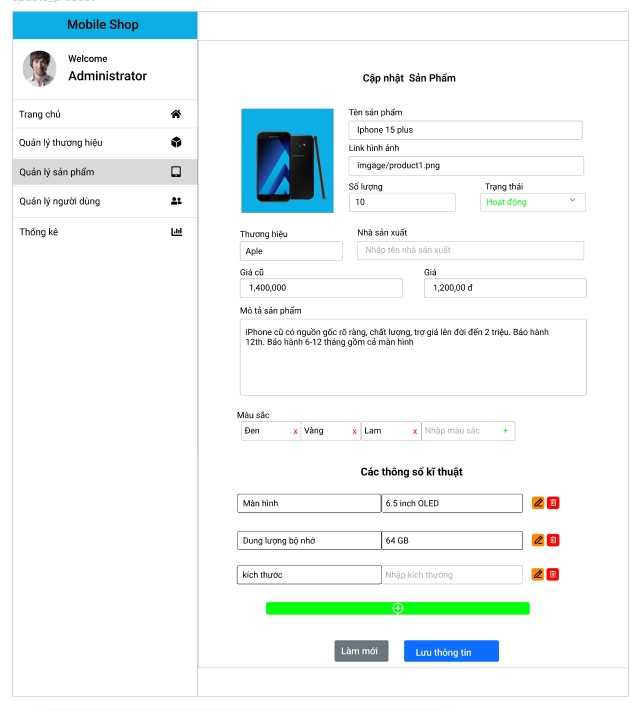 Mobile Shop
Welcome
Administrator
Trang chủ
Quản lý thương hiệu
Quản lý sản phẩm
Quản lý người dùng
Thống kê
Cập nhật Sản Phẩm
Tên sản phẩm
Iphone 15 plus
Link hình ảnh
imgage/product1.png
Số lượng
Trạng thái
10
Hoạt động
Thương hiệu
Nhà sản xuất
Aple
Nhập tên nhà sản xuất
Giá cũ
Giá
1,400,000
1,200,00 đ
Mô tả sản phẩm
iPhone cũ có nguồn gốc rõ ràng, chất lượng, trợ giá lên đời đến 2 triệu. Bảo hành
12th. Bảo hành 6-12 tháng gồm cả màn hình
Màu sắc
Đen x Vàng x Lam x Nhập màu sắc +
Các thông số kĩ thuật
Màn hình
6.5 inch OLED
Dung lượng bộ nhớ
64 GB
kích thước
Nhập kích thướng
Làm mới
Lưu thông tin